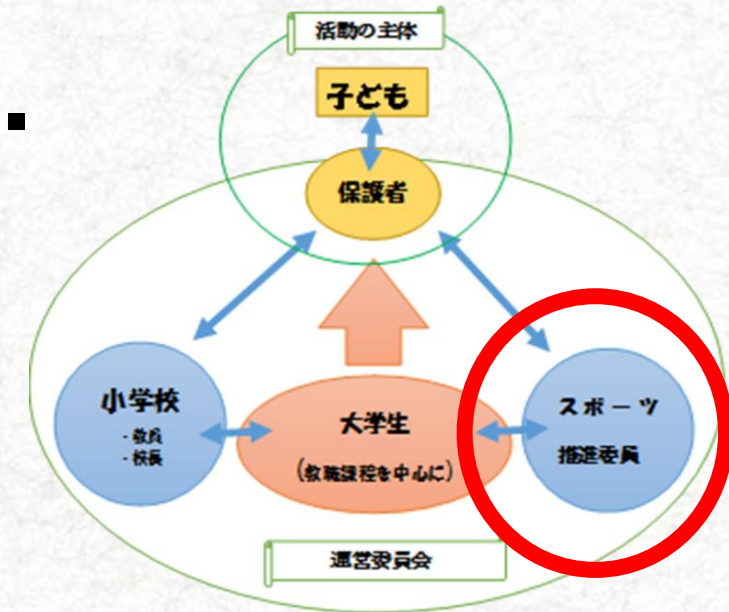 活動の主体
子ども
保護者
小学校
・教員
・校長
大学生
(教職課程を中心に)
スポーツ
推進委員
運営委員会